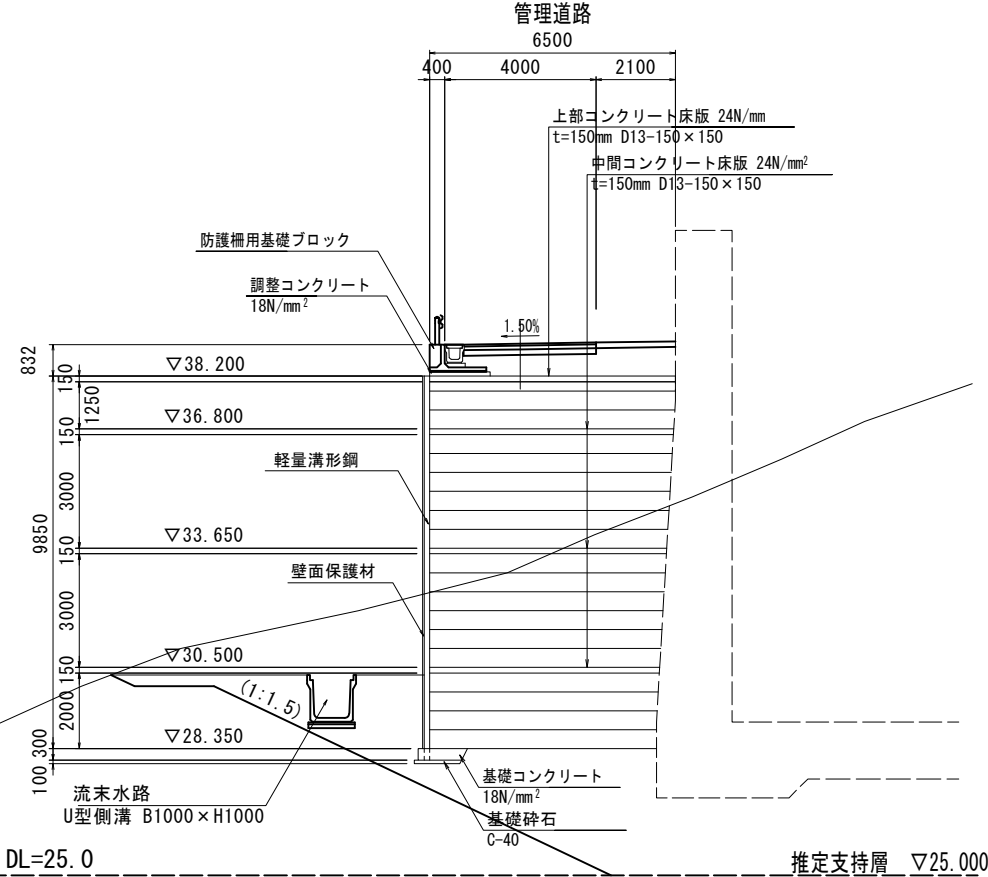 管理道路
6500
400 4000 2100
上部コンクリート床版 24N/mm
t=150mm D13-150×150
中間コンクリート床版 24N/mm²
t=150mm D13-150×150
防護柵用基礎ブロック
調整コンクリート
18N/mm²
1.50%
832
▽38.200
150
1250
▽36.800
150
軽量溝形鋼
3000
9850
▽33.650
150
壁面保護材
3000
▽30.500
150
(1:1.5)
2000
▽28.350
300
100
基礎コンクリート
18N/mm²
流末水路
U型側溝 B1000×H1000
基礎砕石
C-40
DL=25.0
推定支持層 ▽25.000